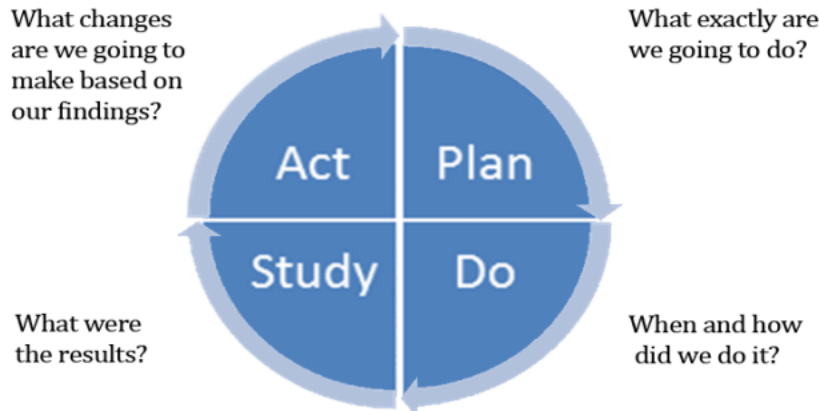 What changes
are we going to
make based on
our findings?
What exactly are
we going to do?
Act
Plan
Study
Do
What were
the results?
When and how
did we do it?